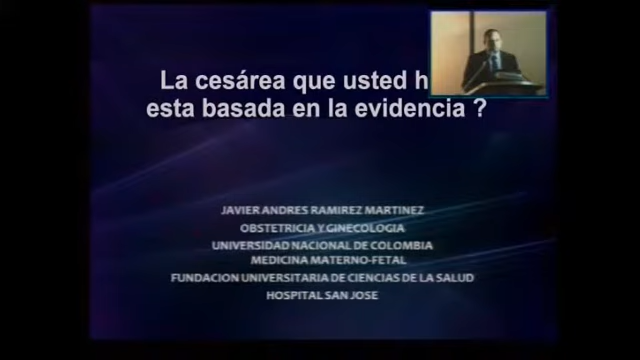 La cesárea que usted h
esta basada en la evidencia ?
JAVIER ANDRES RAMIREZ MARTINEZ
OBSTETRICIA Y GINECOLOGIA
UNIVERSIDAD NACIONAL DE COLOMBIA
MEDICINA MATERNO-FETAL
FUNDACION UNIVERSITARIA DE CIENCIAS DE LA SALUD
HOSPITAL SAN JOSE